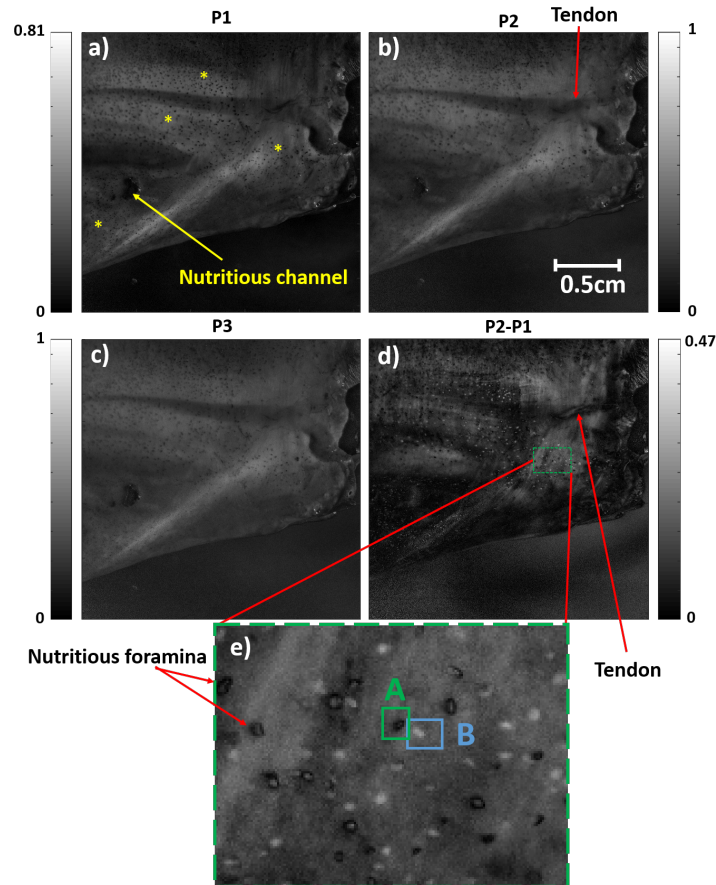 P1
P2
Tendon
0.81
a)
b)
1
*
*
*
*
Nutritious channel
0.5cm
0
0
P3
P2-P1
1
c)
d)
0.47
0
0
e)
Nutritious foramina
A
B
Tendon